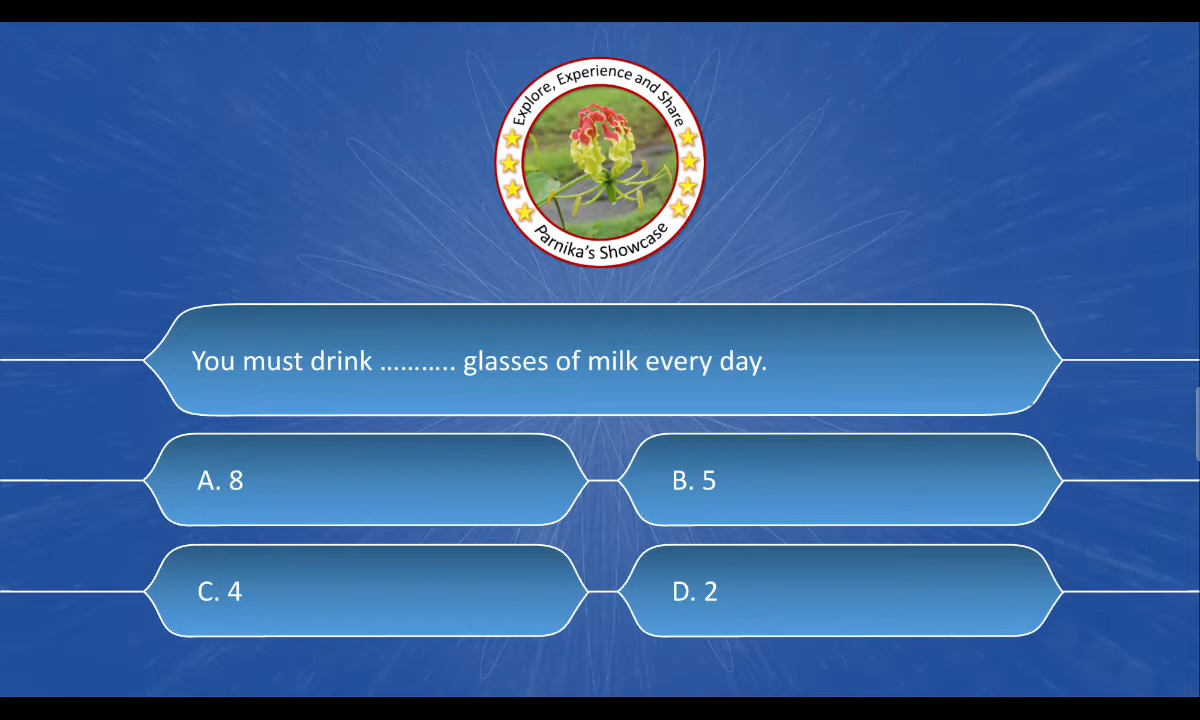 Explore, Experience and Share
Parnika's Showcase
You must drink ……….. glasses of milk every day.
A. 8
B. 5
C. 4
D. 2